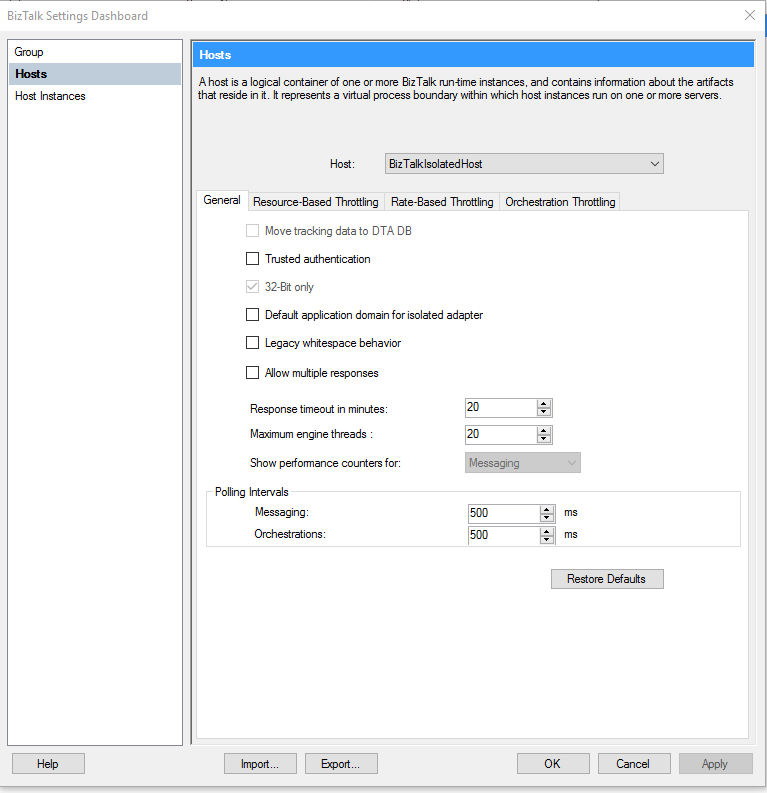 BizTalk Settings Dashboard
Group
Hosts
Host Instances
Hosts
A host is a logical container of one or more BizTalk run-time instances, and contains information about the artifacts
that reside in it. It represents a virtual process boundary within which host instances run on one or more servers.
Host: BizTalkIsolatedHost
General Resource-Based Throttling Rate-Based Throttling Orchestration Throttling
Move tracking data to DTA DB
Trusted authentication
32-Bit only
Default application domain for isolated adapter
Legacy whitespace behavior
Allow multiple responses
Response timeout in minutes: 20
Maximum engine threads : 20
Show performance counters for: Messaging
Polling Intervals
Messaging: 500 ms
Orchestrations: 500 ms
Restore Defaults
Help Import... Export... OK Cancel Apply